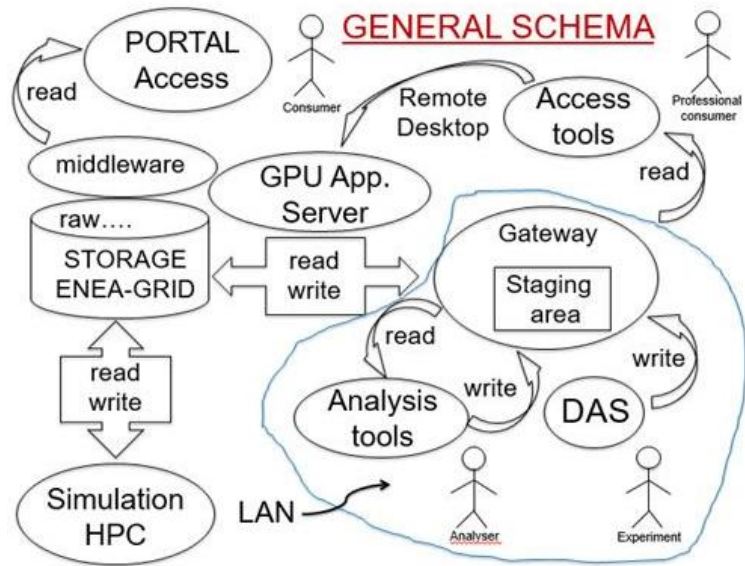 GENERAL SCHEMA
PORTAL
Access
read
Consumer
Professional
consumer
Remote
Desktop
Access
tools
read
middleware
GPU App.
Server
raw....
STORAGE
ENEA-GRID
read
write
Gateway
Staging
area
read
write
write
read
write
Analysis
tools
DAS
Simulation
HPC
LAN
Analyser
Experiment